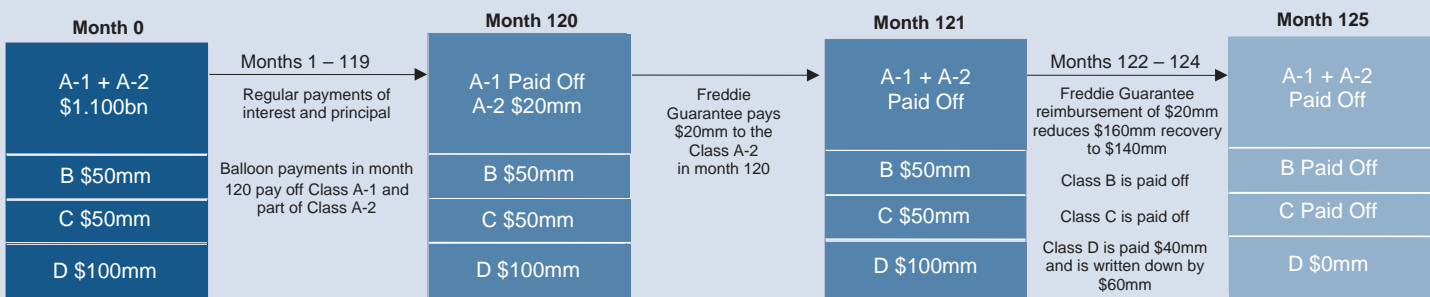 Month 0
A-1 + A-2
$1.100bn
B $50mm
C $50mm
D $100mm
Months 1 – 119
Regular payments of
interest and principal
Balloon payments in month
120 pay off Class A-1 and
part of Class A-2
Month 120
A-1 Paid Off
A-2 $20mm
B $50mm
C $50mm
D $100mm
Freddie
Guarantee pays
$20mm to the
Class A-2
in month 120
Month 121
A-1 + A-2
Paid Off
B $50mm
C $50mm
D $100mm
Months 122 – 124
Freddie Guarantee
reimbursement of $20mm
reduces $160mm recovery
to $140mm
Class B is paid off
Class C is paid off
Class D is paid $40mm
and is written down by
$60mm
Month 125
A-1 + A-2
Paid Off
B Paid Off
C Paid Off
D $0mm